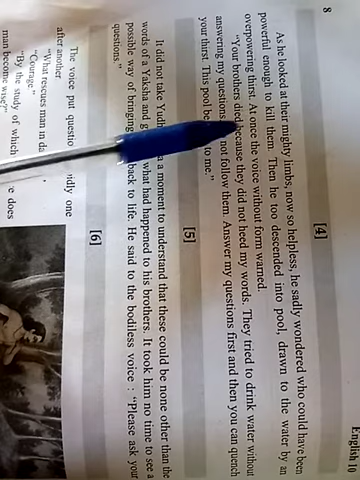 8
English 10
[4]
As he looked at their mighty limbs, now so helpless, he sadly wondered who could have been
powerful enough to kill them. Then he too descended into pool, drawn to the water by an
overpowering thirst. At once the voice without form warned.
"Your brothers died because they did not heed my words. They tried to drink water without
answering my questions. not follow them. Answer my questions first and then you can quench
your thirst. This pool be to me."
[5]
It did not take Yudh a a moment to understand that these could be none other than the
words of a Yaksha and g what had happened to his brothers. It took him no time to see a
possible way of bringing back to life. He said to the bodiless voice : "Please ask your
questions."
[6]
The voice put questio idly one
after another
"What rescues man in da
"Courage"
"By the study of which e does
man become wise?"